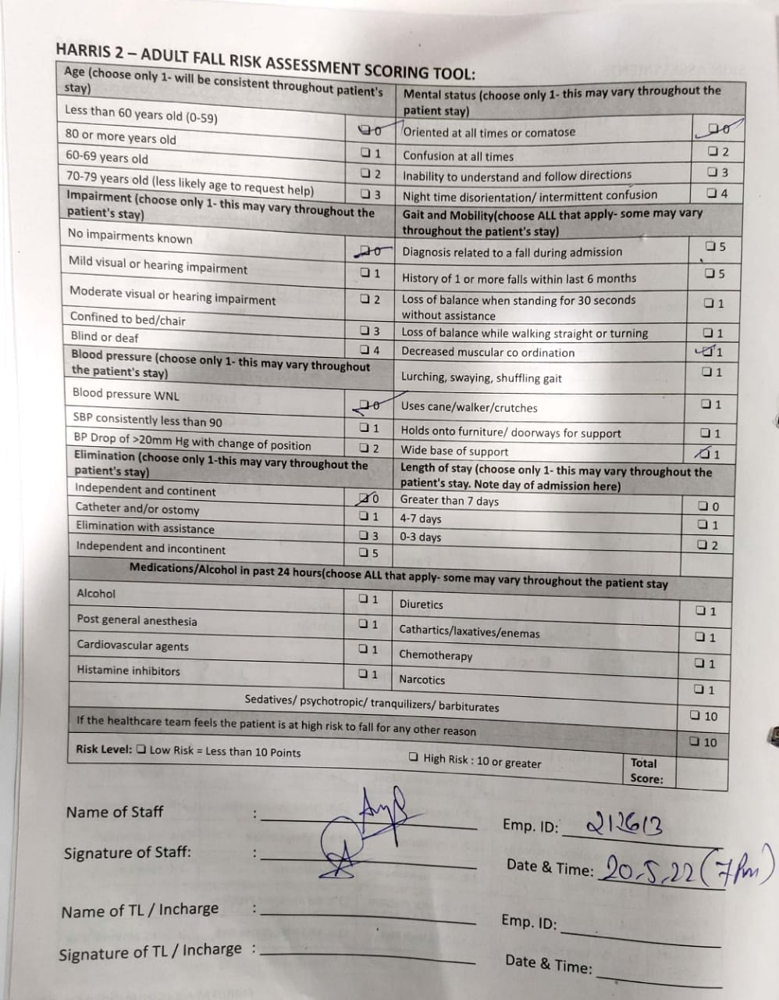 HARRIS 2 – ADULT FALL RISK ASSESSMENT SCORING TOOL:
Age (choose only 1- will be consistent throughout patient's stay)
Less than 60 years old (0-59) 0
80 or more years old 1
60-69 years old 2
70-79 years old (less likely age to request help) 3
Impairment (choose only 1- this may vary throughout the patient's stay)
No impairments known 0
Mild visual or hearing impairment 1
Moderate visual or hearing impairment 2
Confined to bed/chair 3
Blind or deaf 4
Blood pressure (choose only 1- this may vary throughout the patient's stay)
Blood pressure WNL 0
SBP consistently less than 90 1
BP Drop of >20mm Hg with change of position 2
Elimination (choose only 1-this may vary throughout the patient's stay)
Independent and continent 0
Catheter and/or ostomy 1
Elimination with assistance 3
Independent and incontinent 5
Mental status (choose only 1- this may vary throughout the patient stay)
Oriented at all times or comatose 0
Confusion at all times 2
Inability to understand and follow directions 3
Night time disorientation/ intermittent confusion 4
Gait and Mobility(choose ALL that apply- some may vary throughout the patient's stay)
Diagnosis related to a fall during admission 5
History of 1 or more falls within last 6 months 5
Loss of balance when standing for 30 seconds without assistance 1
Loss of balance while walking straight or turning 1
Decreased muscular co ordination 1
Lurching, swaying, shuffling gait 1
Uses cane/walker/crutches 1
Holds onto furniture/ doorways for support 1
Wide base of support 1
Length of stay (choose only 1- this may vary throughout the patient's stay. Note day of admission here)
Greater than 7 days 0
4-7 days 1
0-3 days 2
Medications/Alcohol in past 24 hours(choose ALL that apply- some may vary throughout the patient stay
Alcohol 1
Post general anesthesia 1
Cardiovascular agents 1
Histamine inhibitors 1
Diuretics 1
Cathartics/laxatives/enemas 1
Chemotherapy 1
Narcotics 1
Sedatives/ psychotropic/ tranquilizers/ barbiturates 10
If the healthcare team feels the patient is at high risk to fall for any other reason 10
Risk Level: Low Risk = Less than 10 Points High Risk : 10 or greater Total Score:
Name of Staff : Emp. ID: 212613
Signature of Staff: : Date & Time: 20.5.22 (7Pm)
Name of TL / Incharge : Emp. ID:
Signature of TL / Incharge : Date & Time: